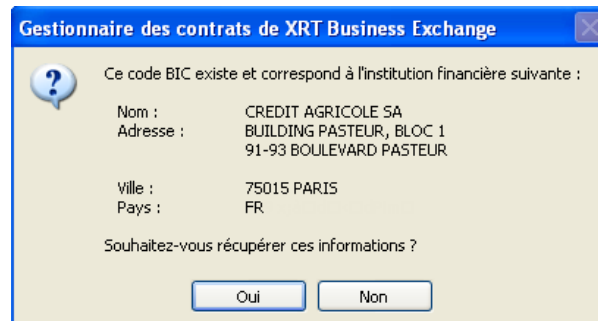 Gestionnaire des contrats de XRT Business Exchange
Ce code BIC existe et correspond à l'institution financière suivante :
Nom : CREDIT AGRICOLE SA
Adresse : BUILDING PASTEUR, BLOC 1
91-93 BOULEVARD PASTEUR
Ville : 75015 PARIS
Pays : FR
Souhaitez-vous récupérer ces informations ?
Oui Non